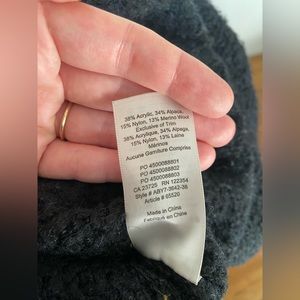 38% Acrylic, 34% Alpaca,
15% Nylon, 13% Merino Wool
Exclusive of Trim
38% Acrylique, 34% Alpaga,
15% Nylon, 13% Laine
Mérinos
Aucune Garniture Comprise
PO 4500088801
PO 4500088802
PO 4500088803
CA 23725 RN 122354
Style # ABY7-3642-38
Article # 65520
Made in China
Fabriqué en China